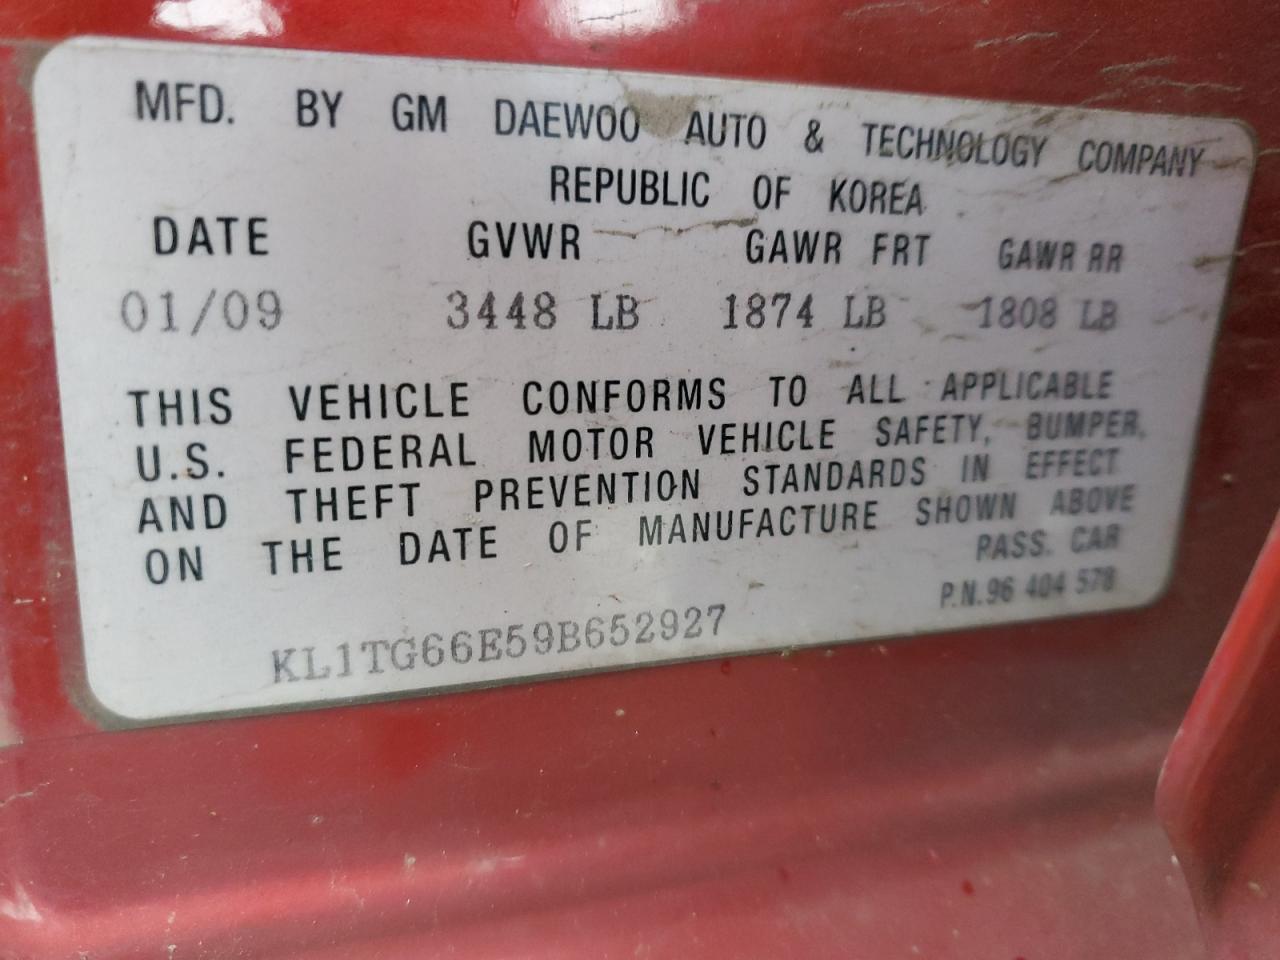 MFD. BY GM DAEWOO AUTO & TECHNOLOGY COMPANY
REPUBLIC OF KOREA
DATE GVWR GAWR FRT GAWR RR
01/09 3448 LB 1874 LB 1808 LB
THIS VEHICLE CONFORMS TO ALL APPLICABLE
U.S. FEDERAL MOTOR VEHICLE SAFETY, BUMPER,
AND THEFT PREVENTION STANDARDS IN EFFECT
ON THE DATE OF MANUFACTURE SHOWN ABOVE
PASS. CAR
P.N.96 404 578
KL1TG66E59B652927